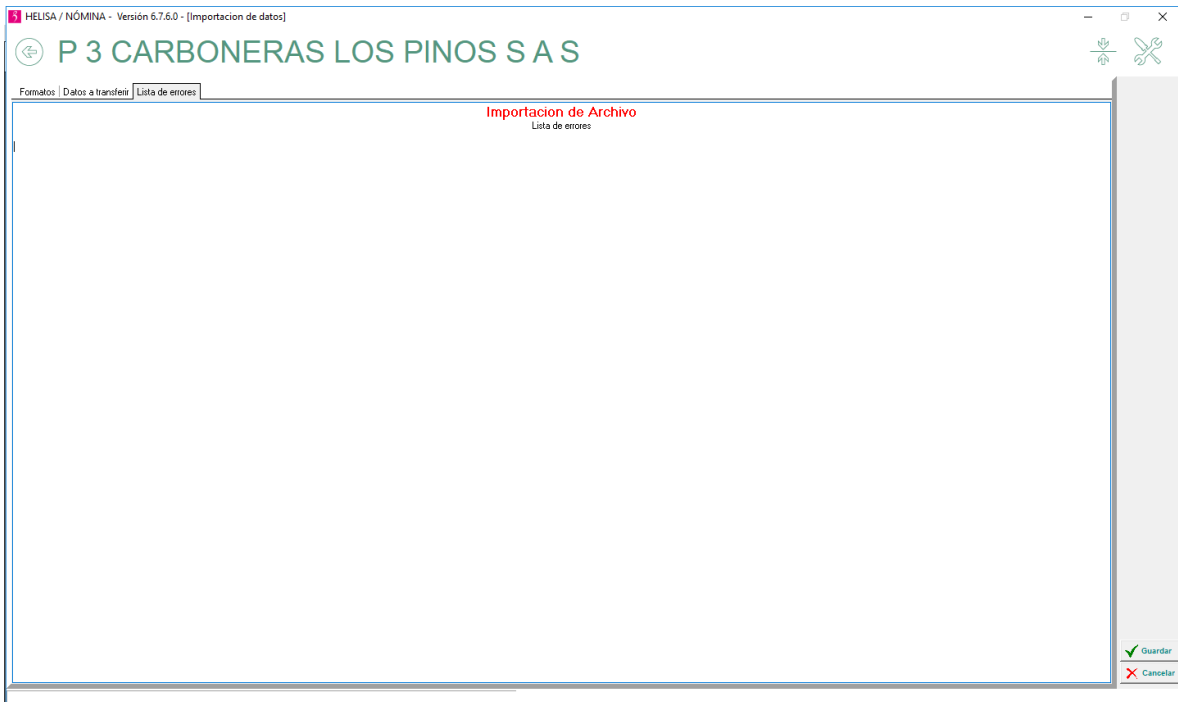 HELISA / NÓMINA - Versión 6.7.6.0 - [Importacion de datos]
P 3 CARBONERAS LOS PINOS S A S
Formatos Datos a transferir Lista de errores
Importacion de Archivo
Lista de errores
Guardar
Cancelar